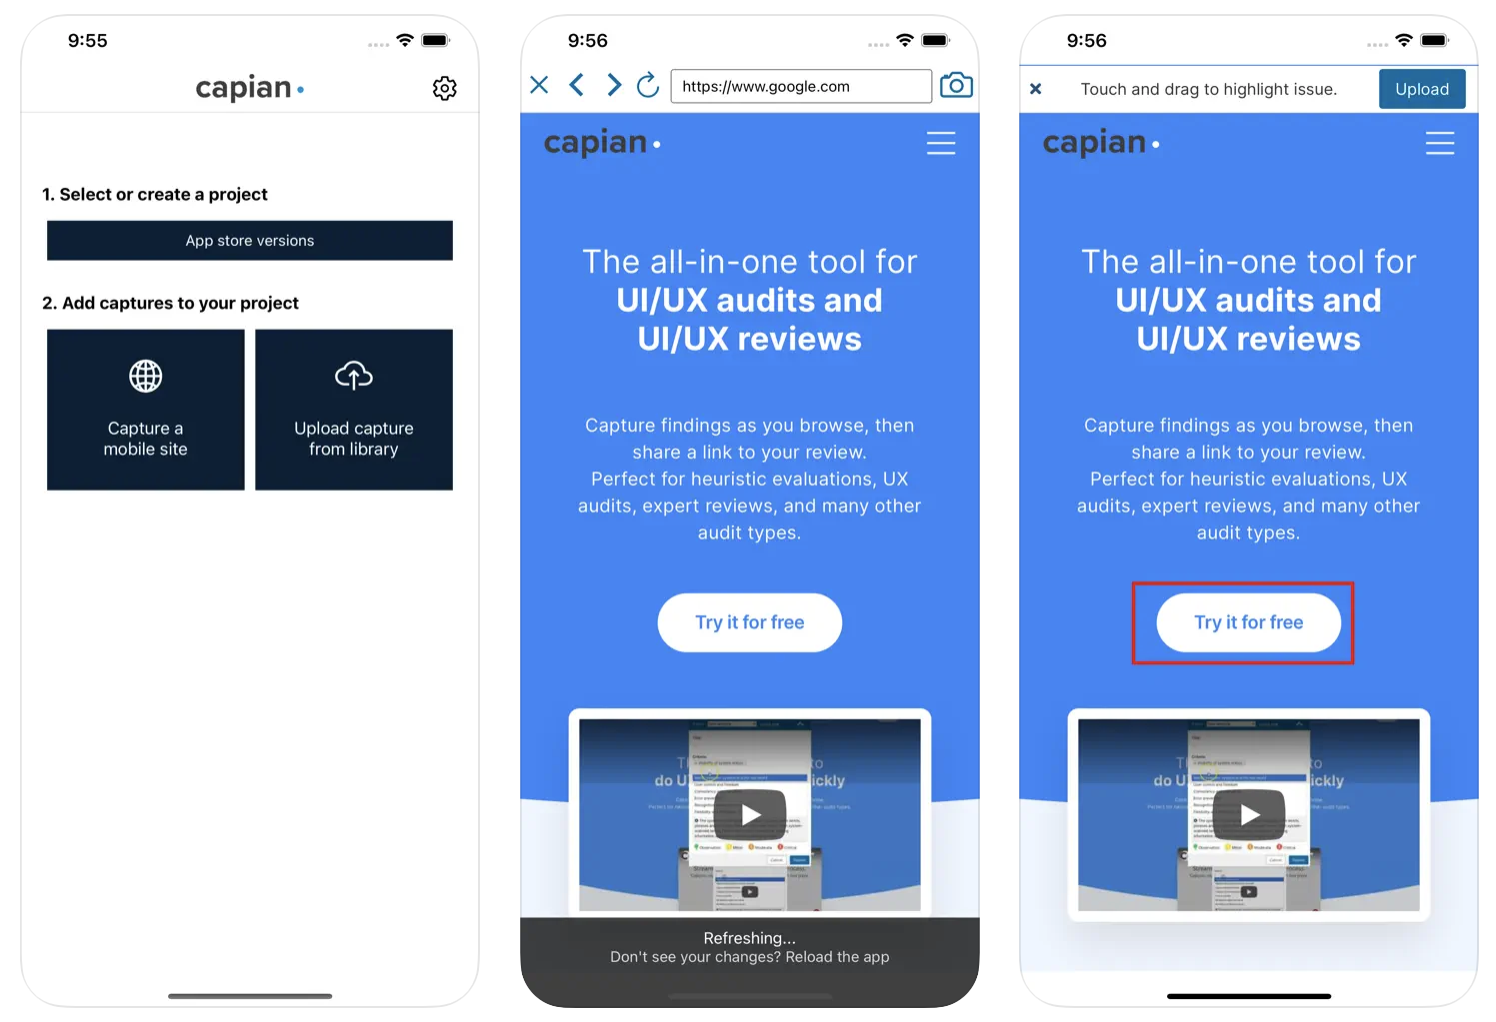 9:55
capian
1. Select or create a project
App store versions
2. Add captures to your project
Capture a
mobile site
Upload capture
from library
9:56
https://www.google.com
capian
The all-in-one tool for
UI/UX audits and
UI/UX reviews
Capture findings as you browse, then
share a link to your review.
Perfect for heuristic evaluations, UX
audits, expert reviews, and many other
audit types.
Try it for free
do U
ickly
Refreshing...
Don't see your changes? Reload the app
9:56
Touch and drag to highlight issue.
Upload
capian
The all-in-one tool for
UI/UX audits and
UI/UX reviews
Capture findings as you browse, then
share a link to your review.
Perfect for heuristic evaluations, UX
audits, expert reviews, and many other
audit types.
Try it for free
do U
ickly